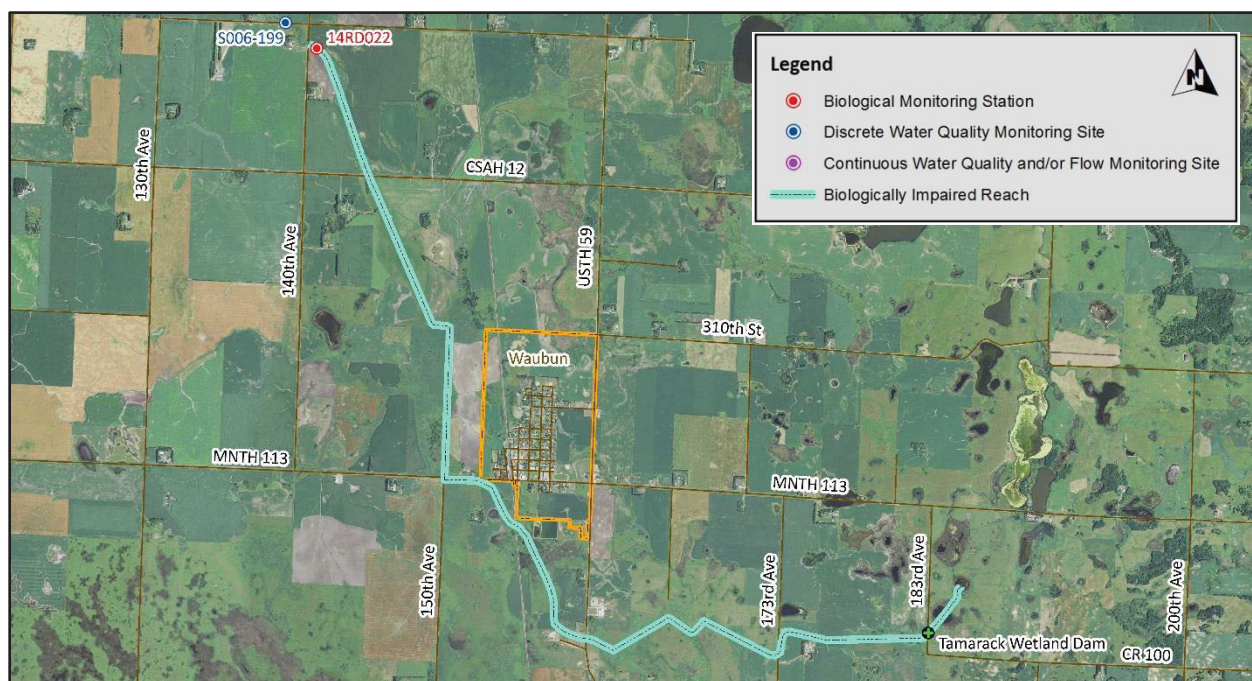 S006-199
14RD022
Legend
N
Biological Monitoring Station
Discrete Water Quality Monitoring Site
Continuous Water Quality and/or Flow Monitoring Site
Biologically Impaired Reach
130th Ave
CSAH 12
140th Ave
USTH 59
310th St
Waubun
MNTH 113
MNTH 113
150th Ave
173rd Ave
183rd Ave
200th Ave
Tamarack Wetland Dam
CR 100